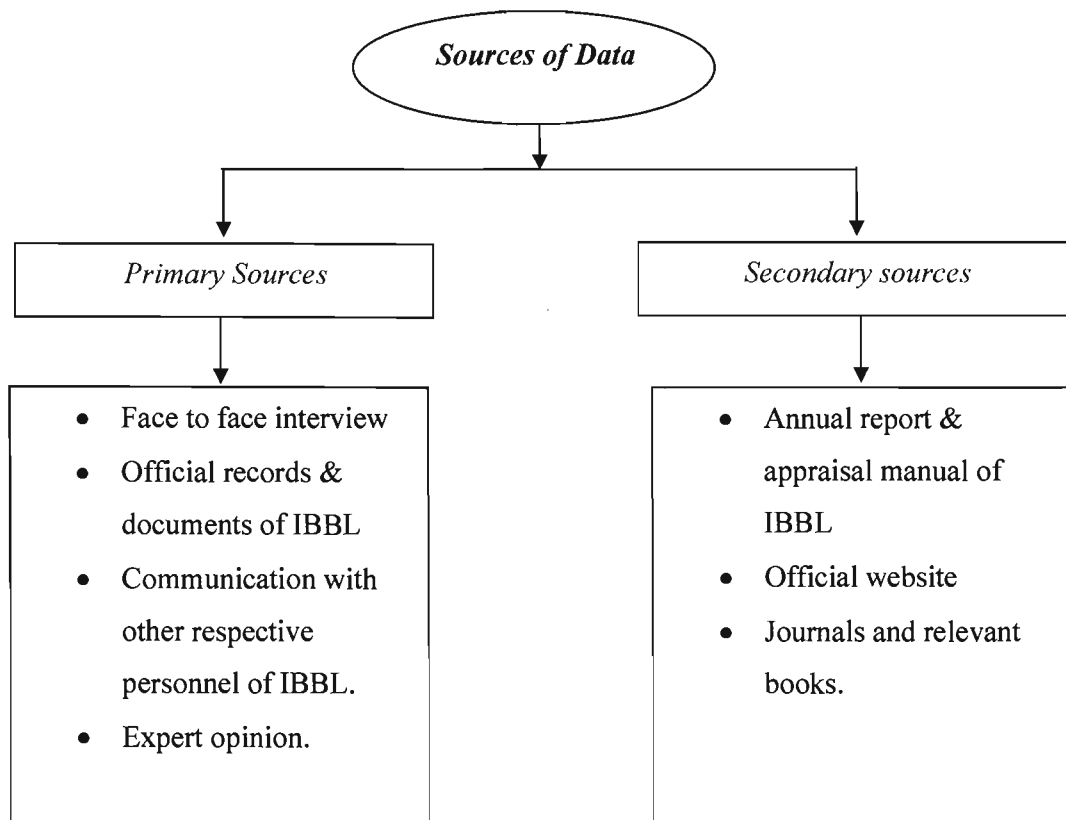 Sources of Data
Primary Sources
Secondary sources
• Face to face interview
• Official records &
documents of IBBL
• Communication with
other respective
personnel of IBBL.
• Expert opinion.
• Annual report &
appraisal manual of
IBBL
• Official website
• Journals and relevant
books.